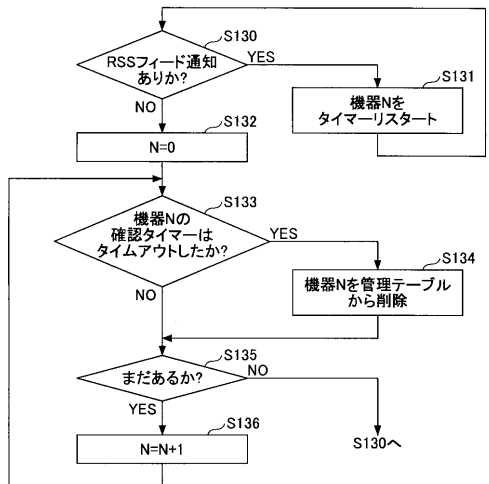 S130
RSSフィード通知
ありか?
YES
NO
S131
機器Nを
タイマーリスタート
S132
N=0
S133
機器Nの
確認タイマーは
タイムアウトしたか?
YES
NO
S134
機器Nを管理テーブル
から削除
S135
まだあるか?
NO
YES
S130へ
S136
N=N+1